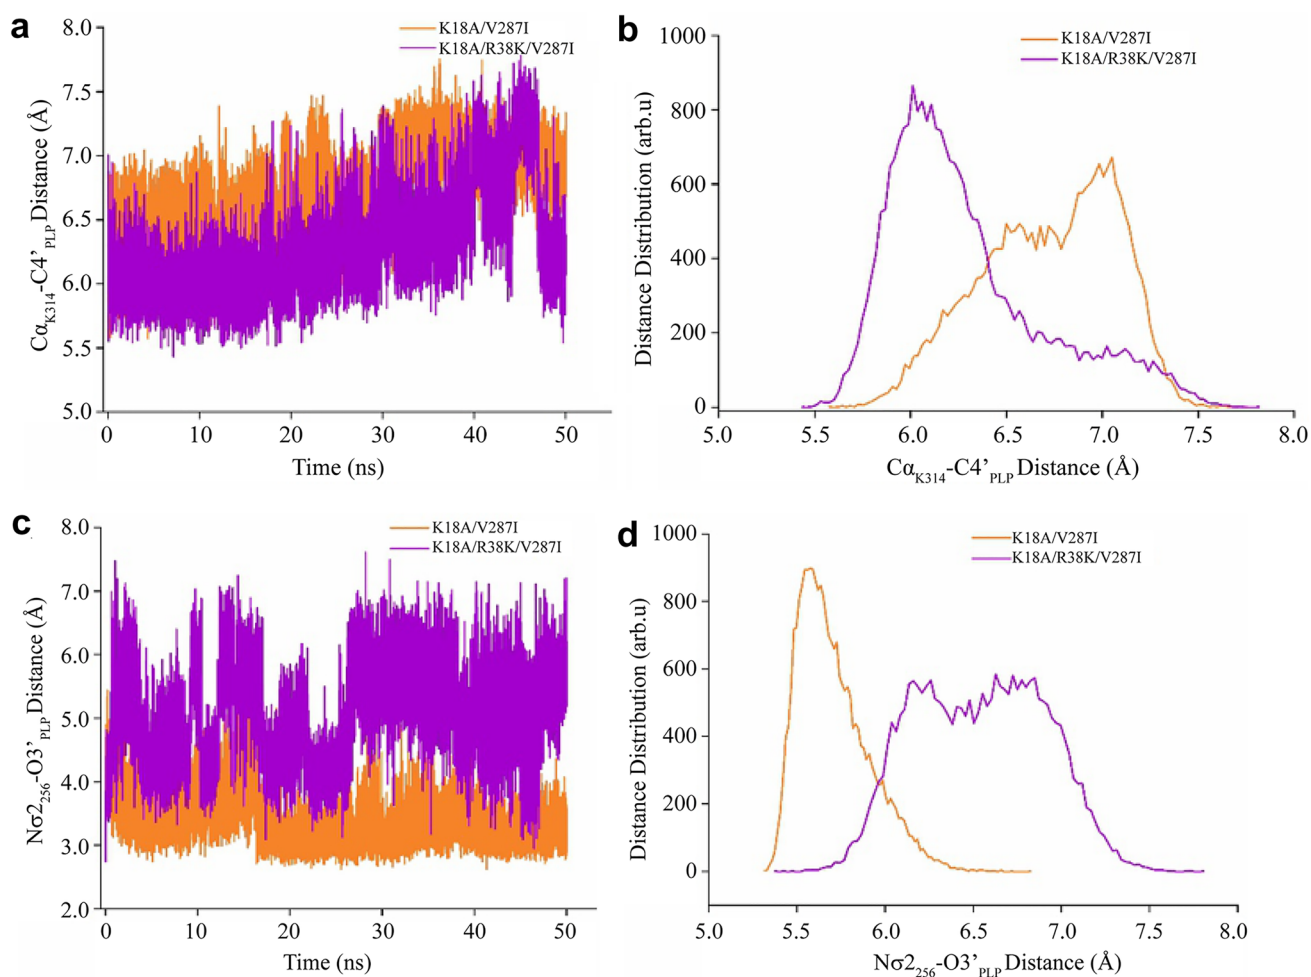 a
K18A/V287I
K18A/R38K/V287I
8.0
7.5
7.0
6.5
6.0
5.5
5.0
CαK314-C4’PLP Distance (Å)
0 10 20 30 40 50
Time (ns)
b
K18A/V287I
K18A/R38K/V287I
1000
800
600
400
200
0
Distance Distribution (arb.u)
5.0 5.5 6.0 6.5 7.0 7.5 8.0
CαK314-C4’PLP Distance (Å)
c
K18A/V287I
K18A/R38K/V287I
8.0
7.0
6.0
5.0
4.0
3.0
2.0
Nσ2256-O3’PLP Distance (Å)
0 10 20 30 40 50
Time (ns)
d
K18A/V287I
K18A/R38K/V287I
1000
800
600
400
200
0
Distance Distribution (arb.u)
5.0 5.5 6.0 6.5 7.0 7.5 8.0
Nσ2256-O3’PLP Distance (Å)